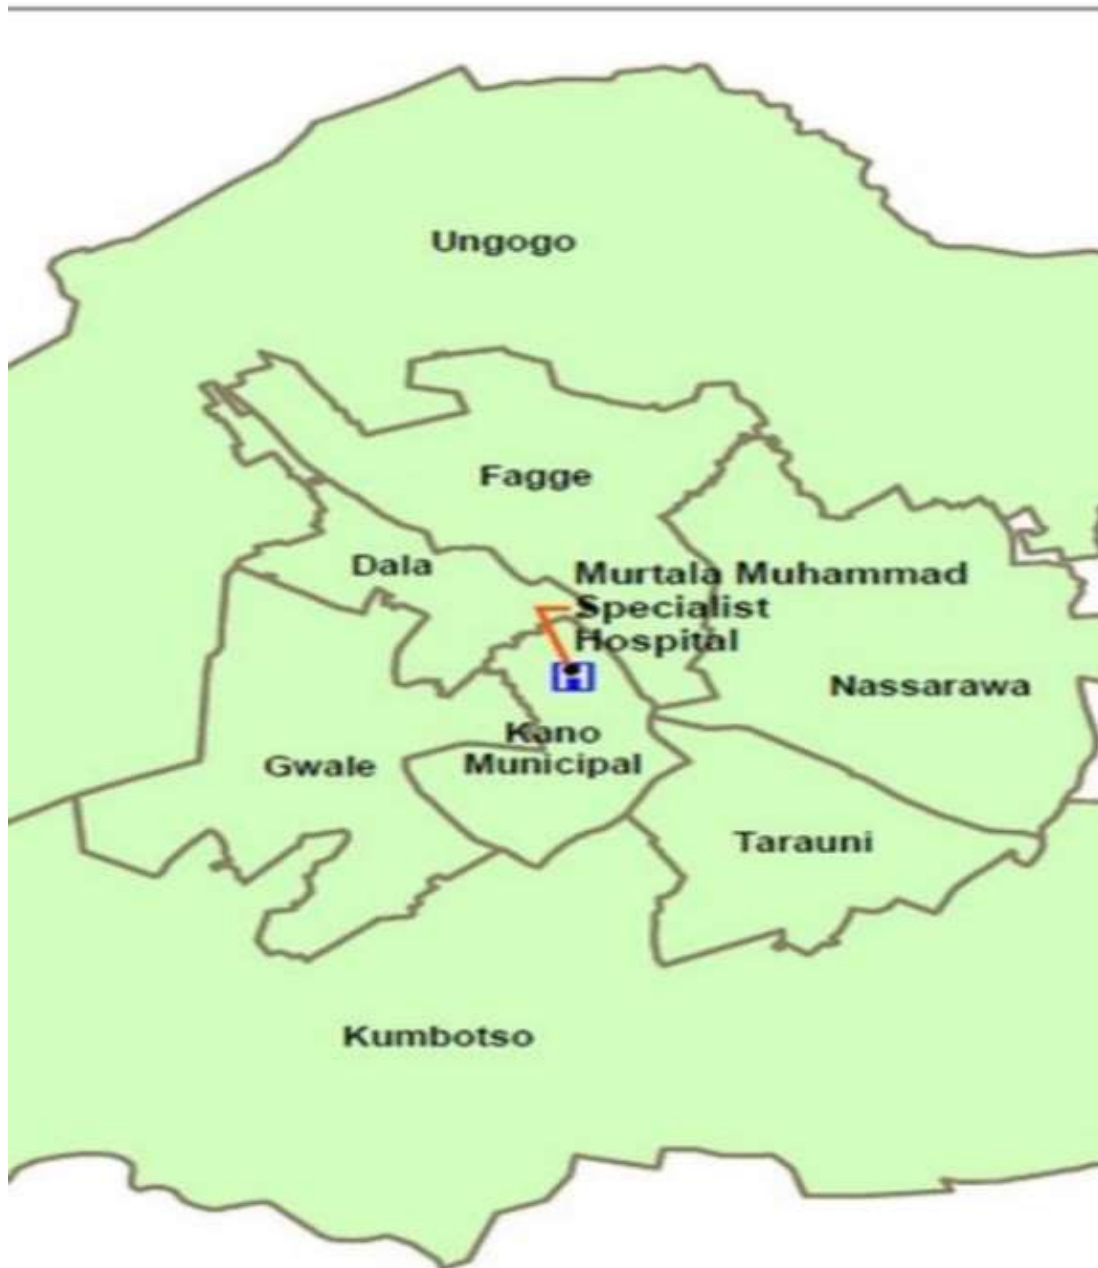 Ungogo
Fagge
Dala
Murtala Muhammad
Specialist
Hospital
H
Nassarawa
Kano
Municipal
Gwale
Tarauni
Kumbotso